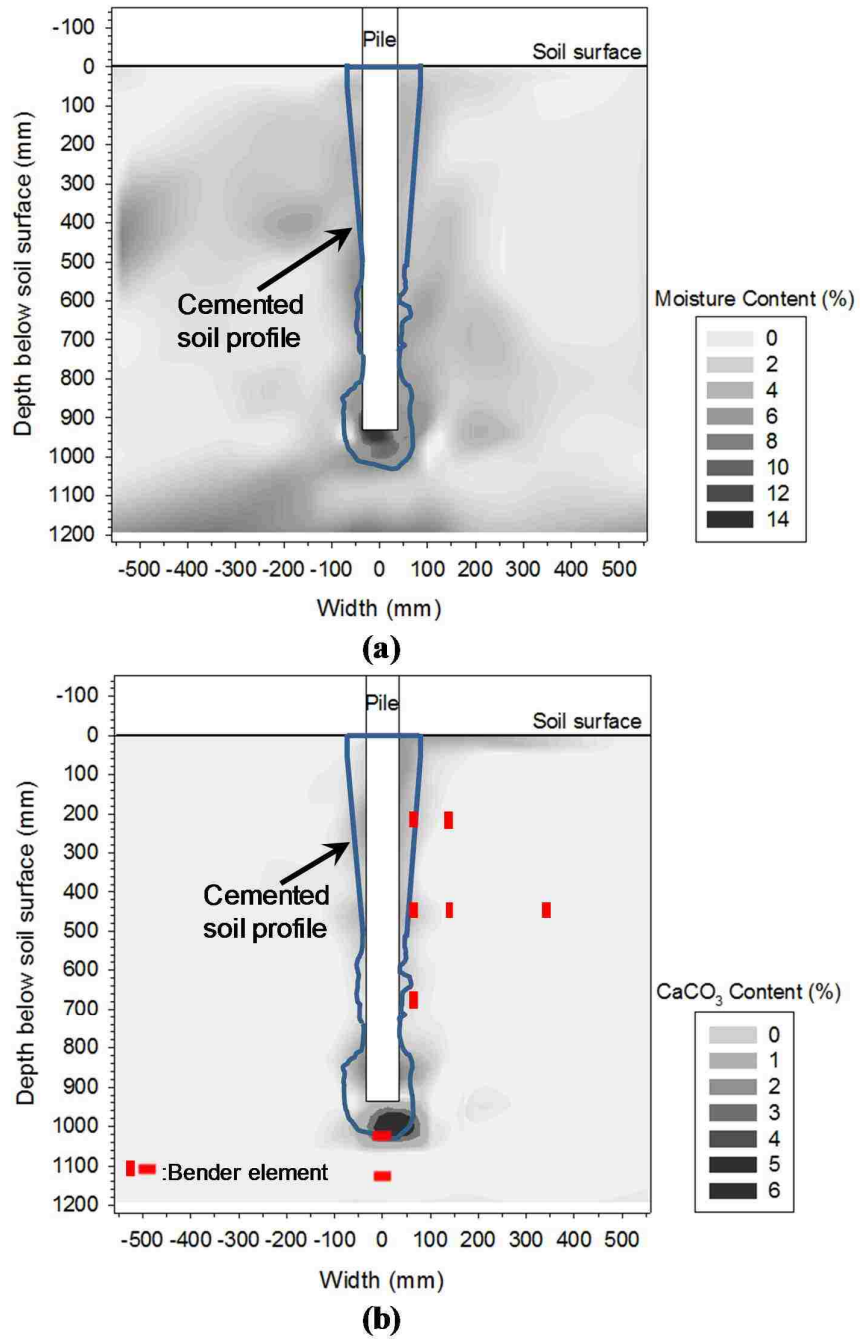 -100
Pile
Soil surface
0
100
200
300
400
500
600
700
800
900
1000
1100
1200
Depth below soil surface (mm)
Cemented
soil profile
Moisture Content (%)
0
2
4
6
8
10
12
14
-500 -400 -300 -200 -100 0 100 200 300 400 500
Width (mm)
(a)
-100
Pile
Soil surface
0
100
200
300
400
500
600
700
800
900
1000
1100
1200
Depth below soil surface (mm)
Cemented
soil profile
:Bender element
CaCO3 Content (%)
0
1
2
3
4
5
6
-500 -400 -300 -200 -100 0 100 200 300 400 500
Width (mm)
(b)